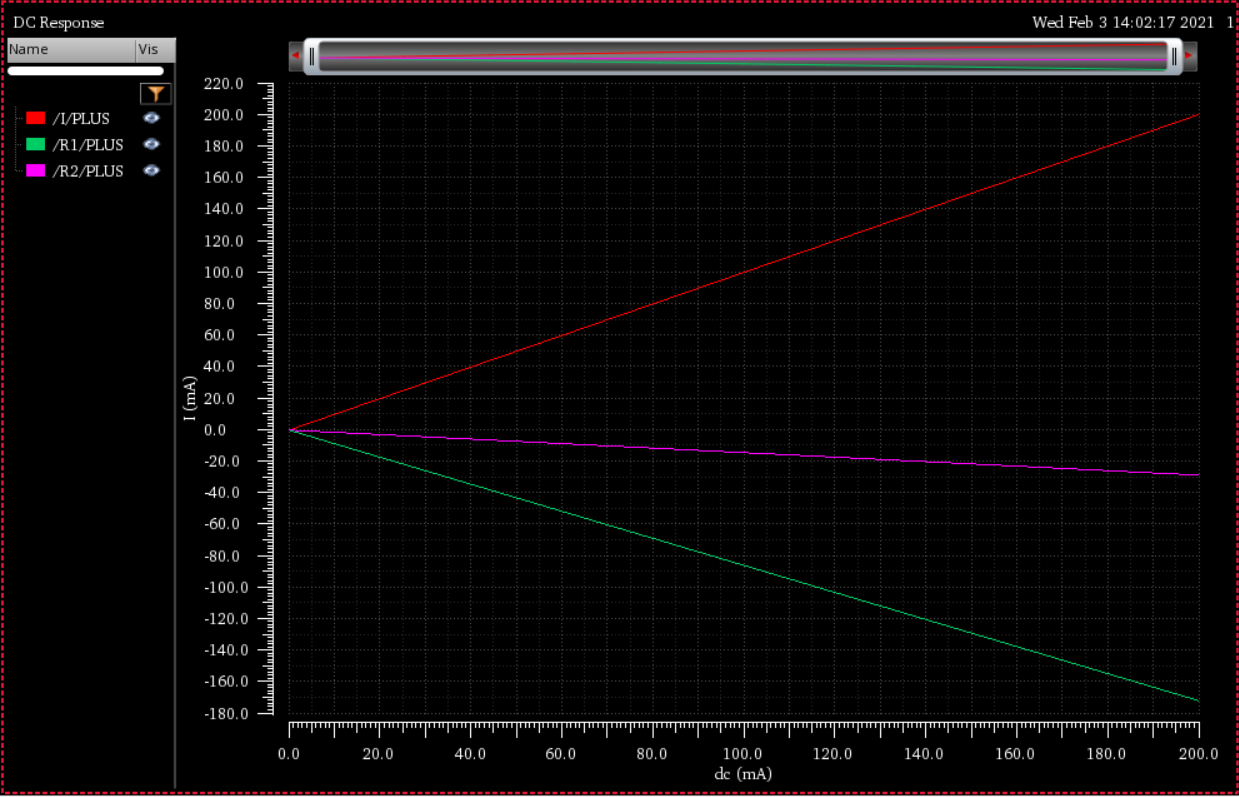 DC Response
Wed Feb 3 14:02:17 2021 1
Name Vis
/I/PLUS
/R1/PLUS
/R2/PLUS
220.0
200.0
180.0
160.0
140.0
120.0
100.0
80.0
60.0
40.0
20.0
0.0
-20.0
-40.0
-60.0
-80.0
-100.0
-120.0
-140.0
-160.0
-180.0
I (mA)
0.0 20.0 40.0 60.0 80.0 100.0 120.0 140.0 160.0 180.0 200.0
dc (mA)